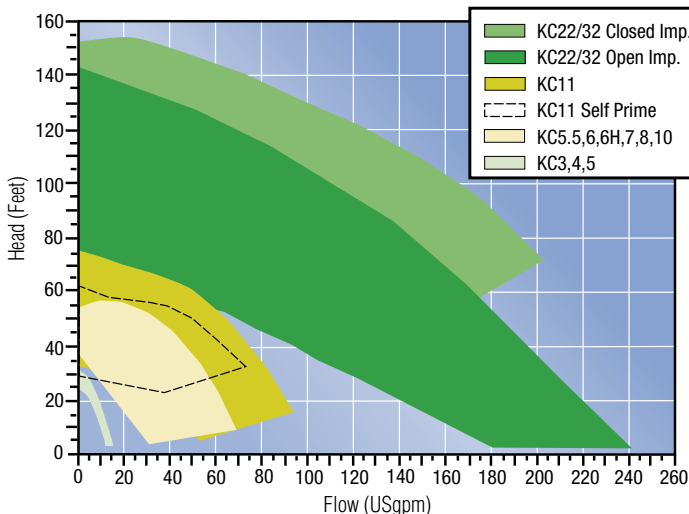 160
140
120
100
80
60
40
20
0
Head (Feet)
KC22/32 Closed Imp.
KC22/32 Open Imp.
KC11
KC11 Self Prime
KC5.5,6,6H,7,8,10
KC3,4,5
0 20 40 60 80 100 120 140 160 180 200 220 240 260
Flow (USgpm)